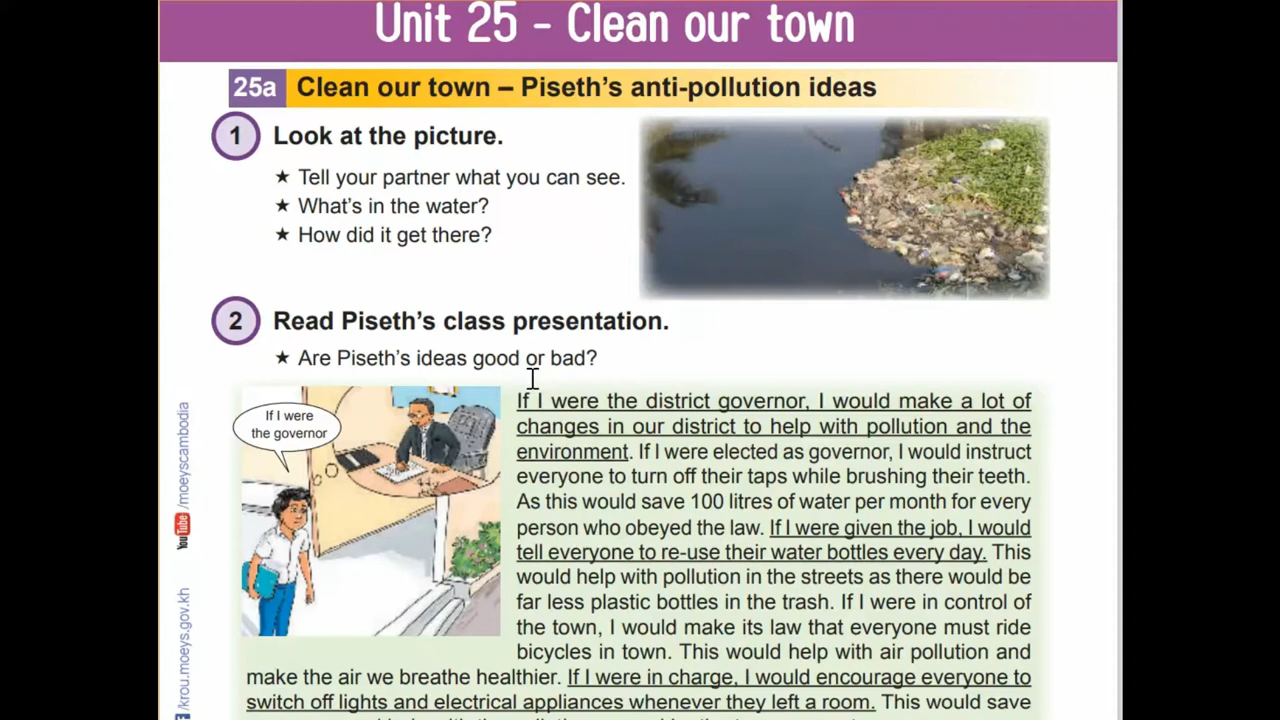 Unit 25 - Clean our town
25a Clean our town – Piseth's anti-pollution ideas
1 Look at the picture.
★ Tell your partner what you can see.
★ What's in the water?
★ How did it get there?
2 Read Piseth's class presentation.
★ Are Piseth's ideas good or bad?
If I were
the governor
If I were the district governor, I would make a lot of
changes in our district to help with pollution and the
environment. If I were elected as governor, I would instruct
everyone to turn off their taps while brushing their teeth.
As this would save 100 litres of water per month for every
person who obeyed the law. If I were given the job, I would
tell everyone to re-use their water bottles every day. This
would help with pollution in the streets as there would be
far less plastic bottles in the trash. If I were in control of
the town, I would make its law that everyone must ride
bicycles in town. This would help with air pollution and
make the air we breathe healthier. If I were in charge, I would encourage everyone to
switch off lights and electrical appliances whenever they left a room. This would save
YouTube /moeyscambodia
/krou.moeys.gov.kh